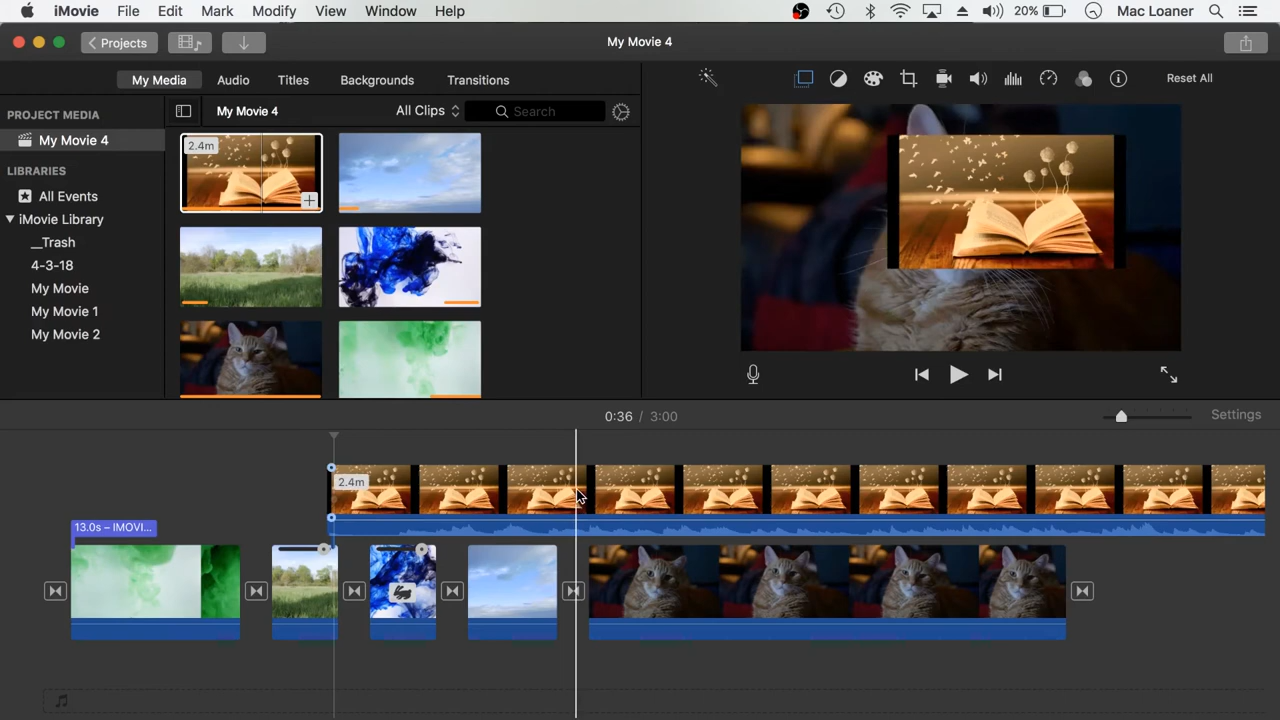 iMovie File Edit Mark Modify View Window Help 20% Mac Loaner
Projects My Movie 4
My Media Audio Titles Backgrounds Transitions Reset All
PROJECT MEDIA
My Movie 4
LIBRARIES
All Events
iMovie Library
__Trash
4-3-18
My Movie
My Movie 1
My Movie 2
My Movie 4 All Clips Search
2.4m
0:36 / 3:00 Settings
2.4m
13.0s – IMOVI...